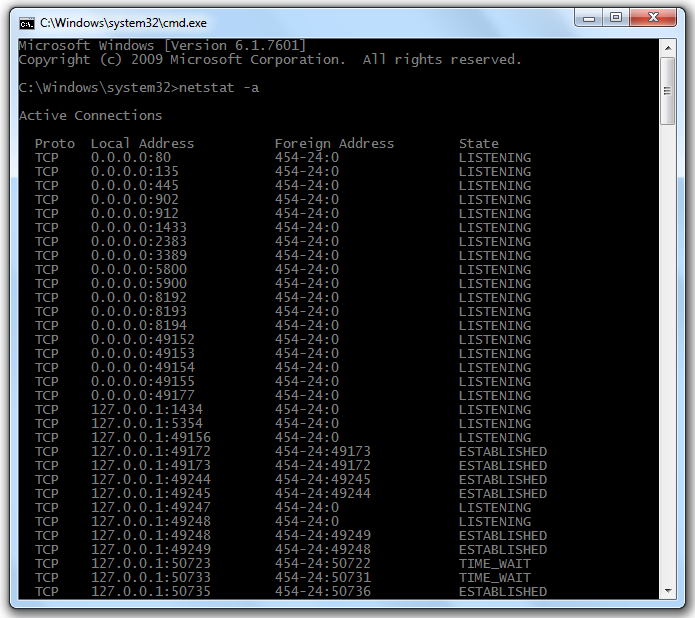 C:\Windows\system32\cmd.exe
Microsoft Windows [Version 6.1.7601]
Copyright (c) 2009 Microsoft Corporation.  All rights reserved.
C:\Windows\system32>netstat -a
Active Connections
Proto  Local Address          Foreign Address        State
TCP    0.0.0.0:80             454-24:0               LISTENING
TCP    0.0.0.0:135            454-24:0               LISTENING
TCP    0.0.0.0:445            454-24:0               LISTENING
TCP    0.0.0.0:902            454-24:0               LISTENING
TCP    0.0.0.0:912            454-24:0               LISTENING
TCP    0.0.0.0:1433           454-24:0               LISTENING
TCP    0.0.0.0:2383           454-24:0               LISTENING
TCP    0.0.0.0:3389           454-24:0               LISTENING
TCP    0.0.0.0:5800           454-24:0               LISTENING
TCP    0.0.0.0:5900           454-24:0               LISTENING
TCP    0.0.0.0:8192           454-24:0               LISTENING
TCP    0.0.0.0:8193           454-24:0               LISTENING
TCP    0.0.0.0:8194           454-24:0               LISTENING
TCP    0.0.0.0:49152          454-24:0               LISTENING
TCP    0.0.0.0:49153          454-24:0               LISTENING
TCP    0.0.0.0:49154          454-24:0               LISTENING
TCP    0.0.0.0:49155          454-24:0               LISTENING
TCP    0.0.0.0:49177          454-24:0               LISTENING
TCP    127.0.0.1:1434         454-24:0               LISTENING
TCP    127.0.0.1:5354         454-24:0               LISTENING
TCP    127.0.0.1:49156        454-24:0               LISTENING
TCP    127.0.0.1:49172        454-24:49173           ESTABLISHED
TCP    127.0.0.1:49173        454-24:49172           ESTABLISHED
TCP    127.0.0.1:49244        454-24:49245           ESTABLISHED
TCP    127.0.0.1:49245        454-24:49244           ESTABLISHED
TCP    127.0.0.1:49247        454-24:0               LISTENING
TCP    127.0.0.1:49248        454-24:0               LISTENING
TCP    127.0.0.1:49248        454-24:49249           ESTABLISHED
TCP    127.0.0.1:49249        454-24:49248           ESTABLISHED
TCP    127.0.0.1:50723        454-24:50722           TIME_WAIT
TCP    127.0.0.1:50733        454-24:50731           TIME_WAIT
TCP    127.0.0.1:50735        454-24:50736           ESTABLISHED